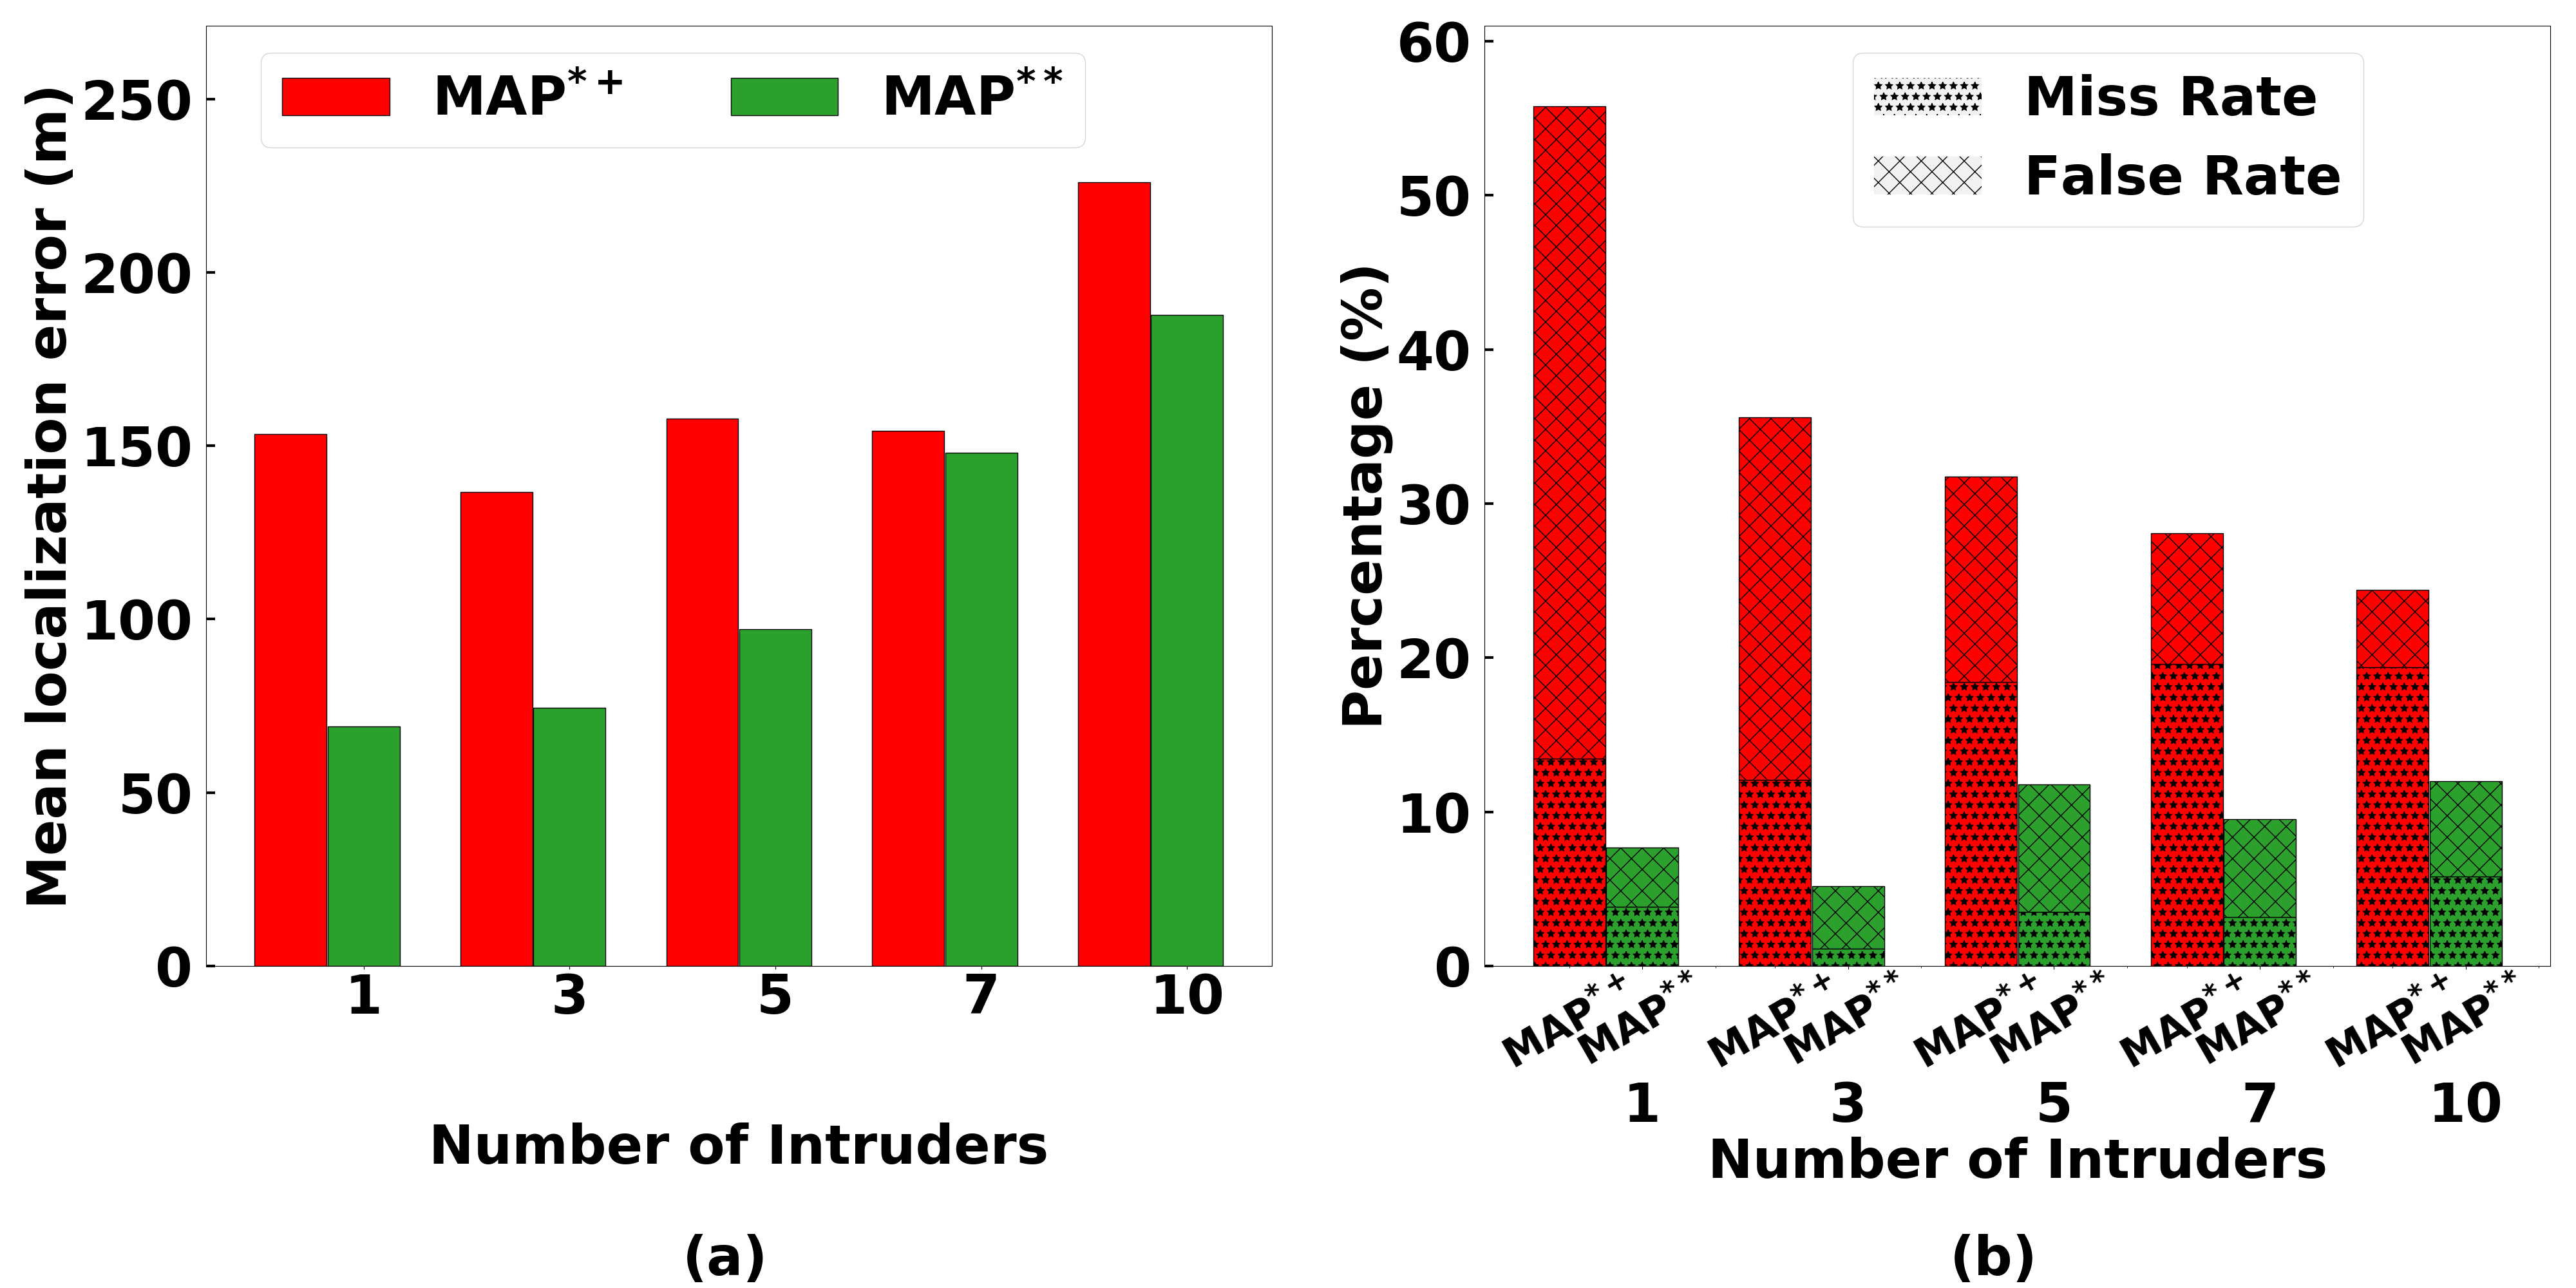 MAP*+ MAP**
Mean localization error (m)
250
200
150
100
50
0
1 3 5 7 10
Number of Intruders
(a)
Miss Rate
False Rate
Percentage (%)
60
50
40
30
20
10
0
MAP*+ MAP** MAP*+ MAP** MAP*+ MAP** MAP*+ MAP** MAP*+ MAP**
1 3 5 7 10
Number of Intruders
(b)